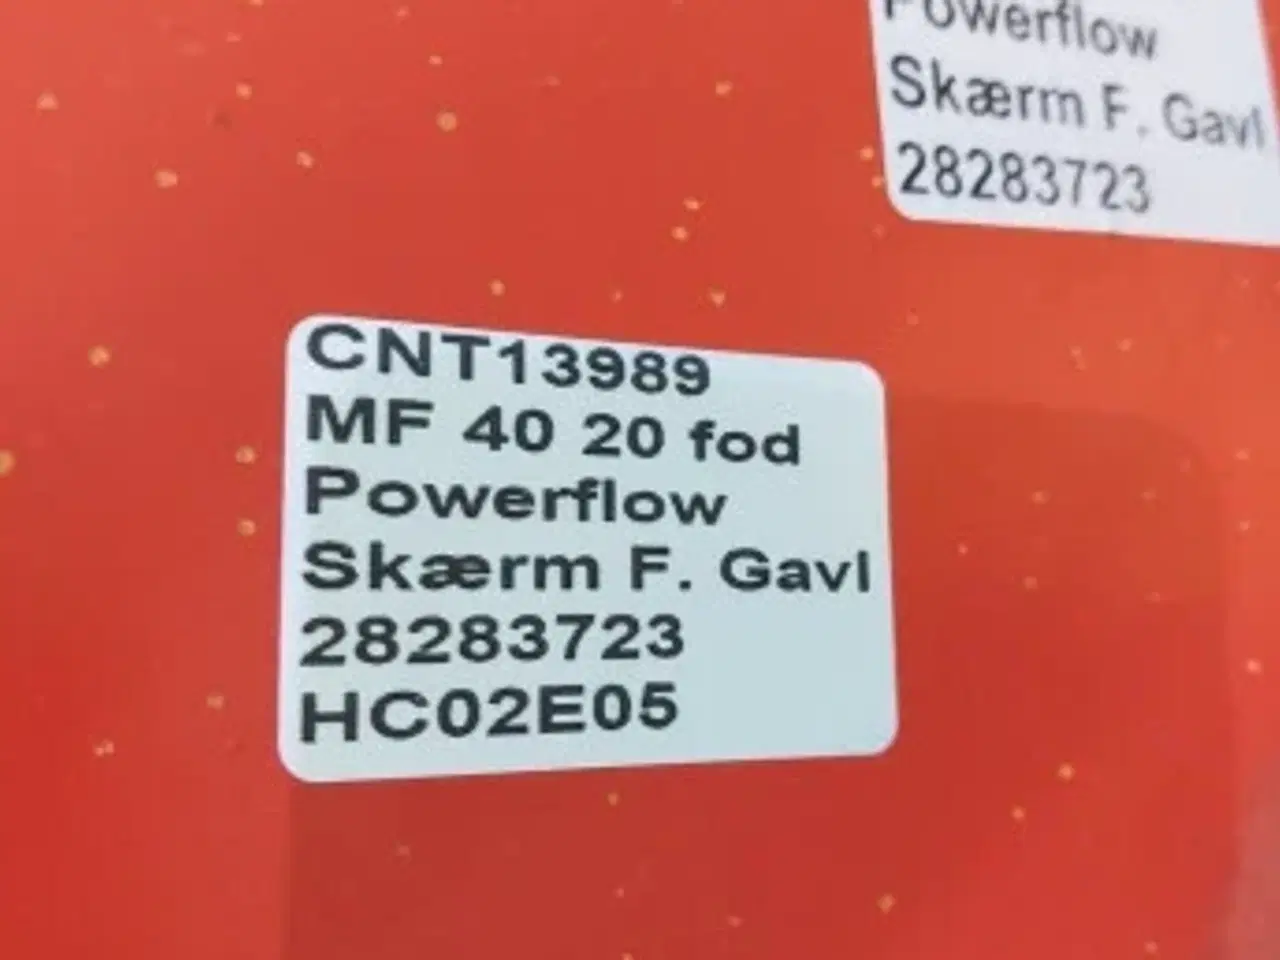 Powerflow
Skærm F. Gavl
28283723
CNT13989
MF 40 20 fod
Powerflow
Skærm F. Gavl
28283723
HC02E05